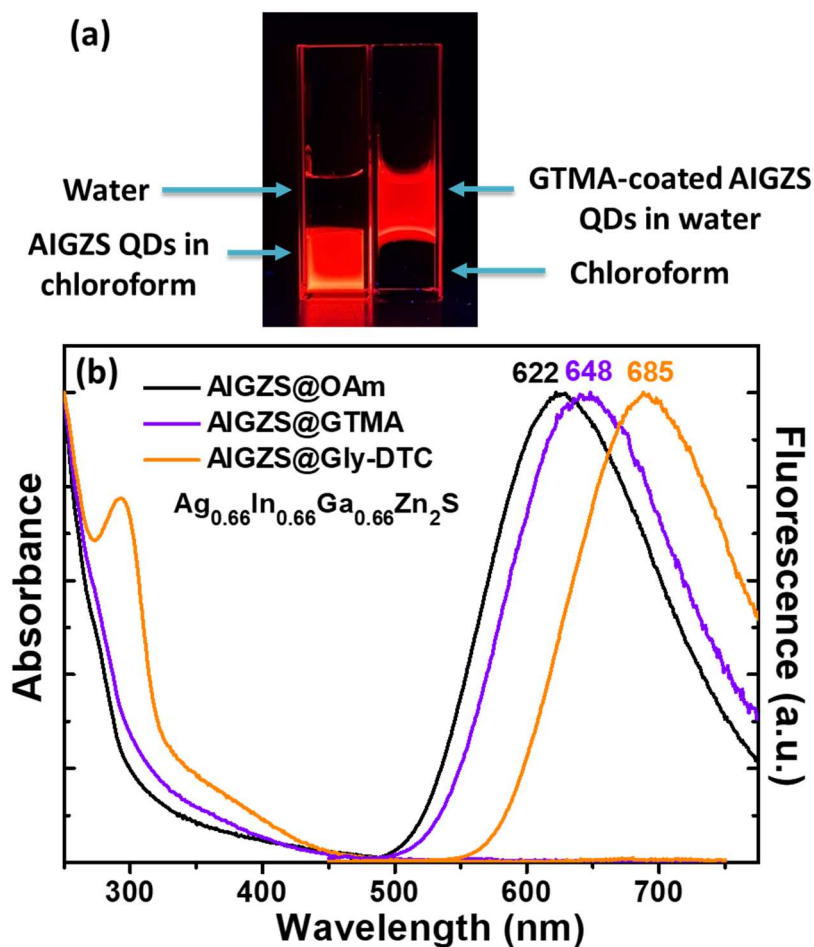 (a)
Water
AIGZS QDs in
chloroform
GTMA-coated AIGZS
QDs in water
Chloroform
(b)
AIGZS@OAm
AIGZS@GTMA
AIGZS@Gly-DTC
Ag0.66In0.66Ga0.66Zn2S
622 648 685
Absorbance
Fluorescence (a.u.)
300 400 500 600 700
Wavelength (nm)